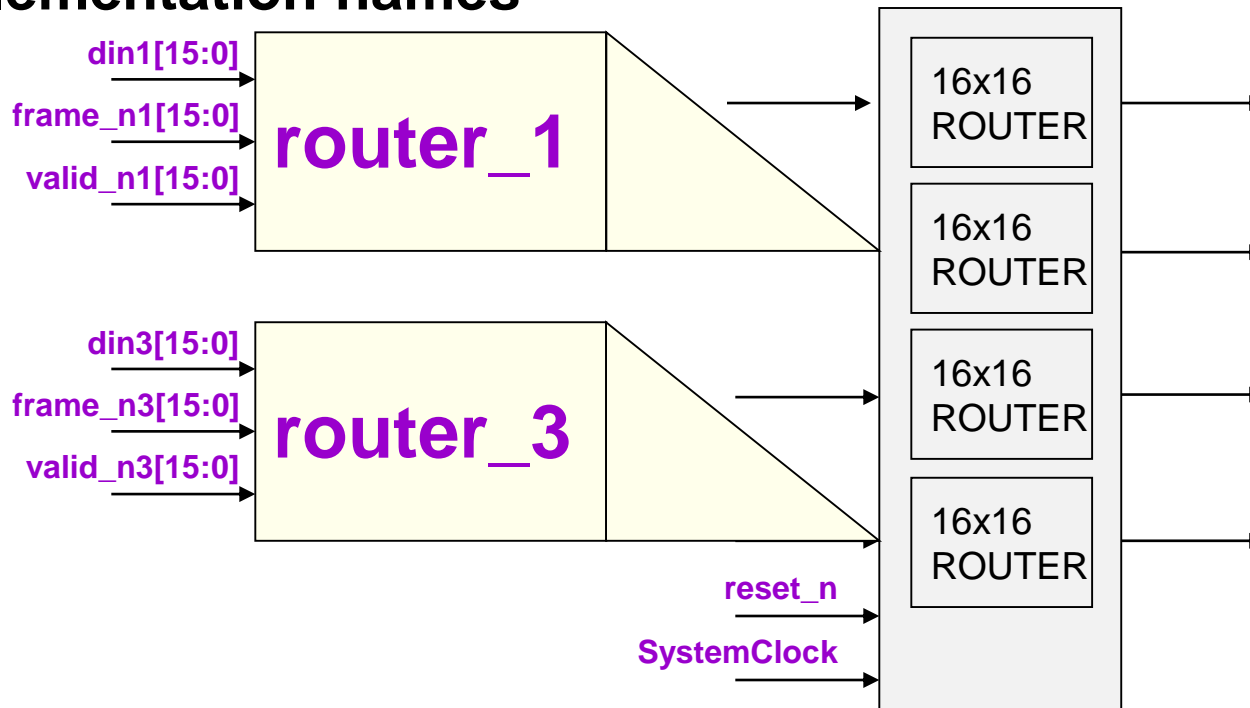 din1[15:0]
frame_n1[15:0]
valid_n1[15:0]
router_1
16x16
ROUTER
16x16
ROUTER
din3[15:0]
frame_n3[15:0]
valid_n3[15:0]
router_3
16x16
ROUTER
16x16
ROUTER
reset_n
SystemClock